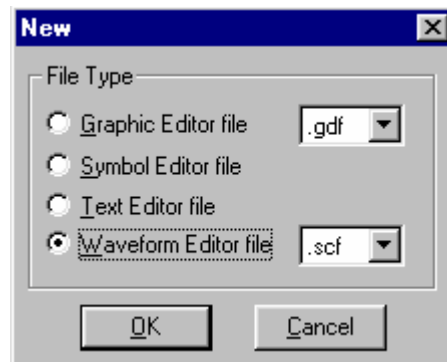 New
File Type
Graphic Editor file .gdf
Symbol Editor file
Text Editor file
Waveform Editor file .scf
OK Cancel